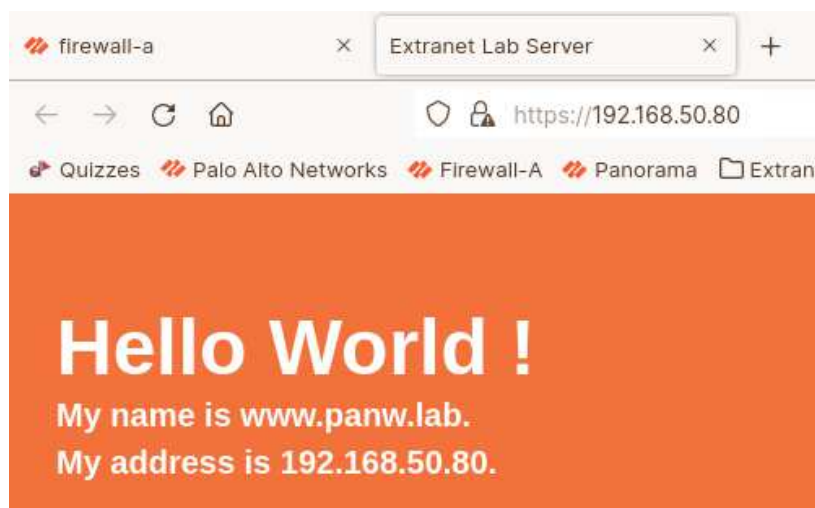 firewall-a
Extranet Lab Server
https://192.168.50.80
Quizzes Palo Alto Networks Firewall-A Panorama Extran
Hello World !
My name is www.panw.lab.
My address is 192.168.50.80.